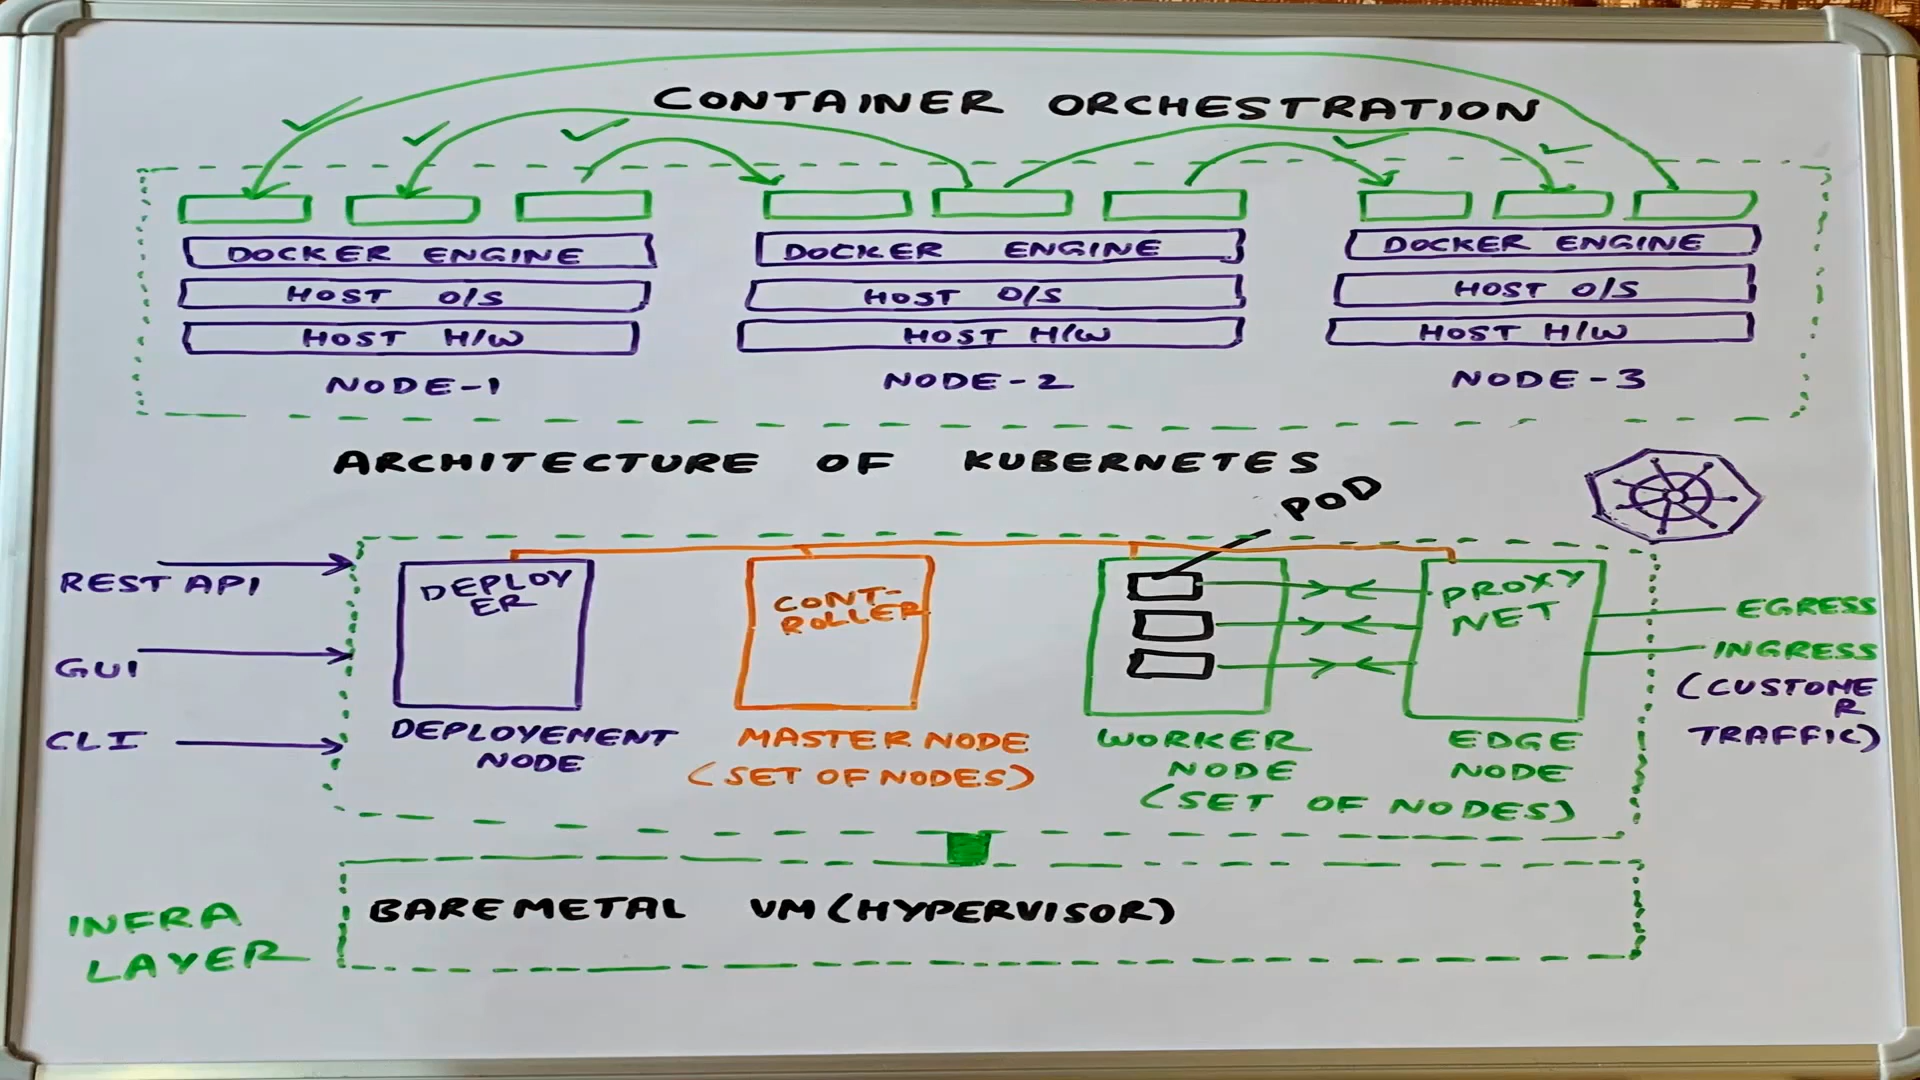 CONTAINER ORCHESTRATION
DOCKER ENGINE
HOST O/S
HOST H/W
NODE-1
DOCKER ENGINE
HOST O/S
HOST H/W
NODE-2
DOCKER ENGINE
HOST O/S
HOST H/W
NODE-3
ARCHITECTURE OF KUBERNETES
POD
REST API
GUI
CLI
DEPLOY
ER
DEPLOYEMENT
NODE
CONT-
ROLLER
MASTER NODE
(SET OF NODES)
WORKER
NODE
(SET OF NODES)
PROXY
NET
EDGE
NODE
EGRESS
INGRESS
(CUSTOME
R
TRAFFIC)
INFRA
LAYER
BAREMETAL VM(HYPERVISOR)